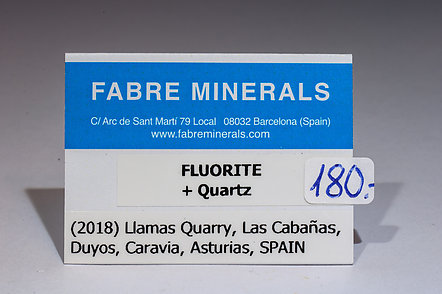 FABRE MINERALS
C/ Arc de Sant Martí 79 Local 08032 Barcelona (Spain)
www.fabreminerals.com
FLUORITE
+ Quartz
180.-
(2018) Llamas Quarry, Las Cabañas,
Duyos, Caravia, Asturias, SPAIN